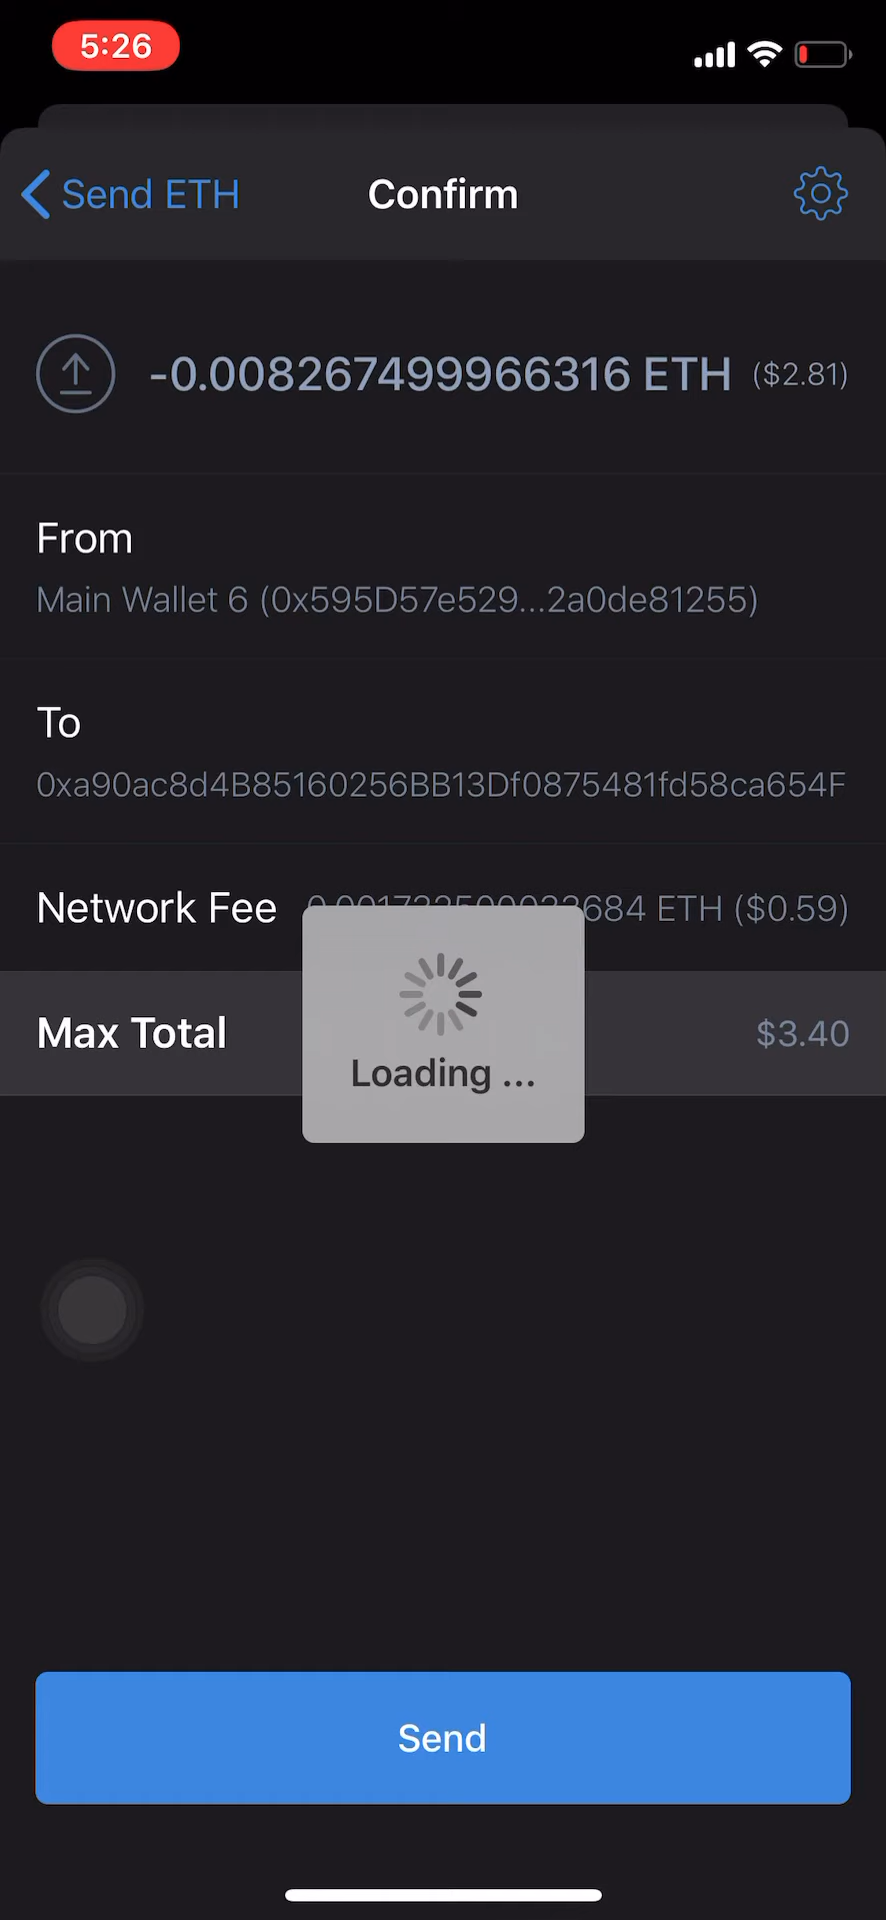 5:26
Send ETH
Confirm
-0.008267499966316 ETH ($2.81)
From
Main Wallet 6 (0x595D57e529...2a0de81255)
To
0xa90ac8d4B85160256BB13Df0875481fd58ca654F
Network Fee 684 ETH ($0.59)
Max Total $3.40
Loading ...
Send